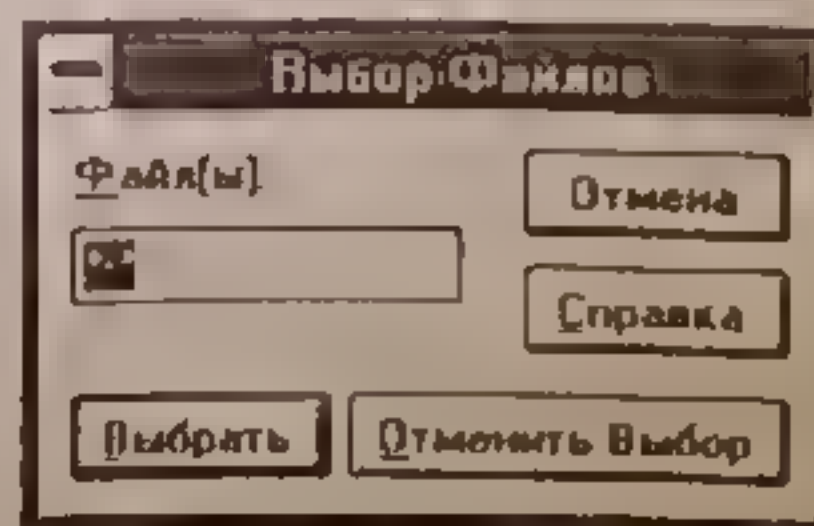 Выбор Файлов
Файл(ы)
Отмена
*.*
Справка
Выбрать
Отменить Выбор